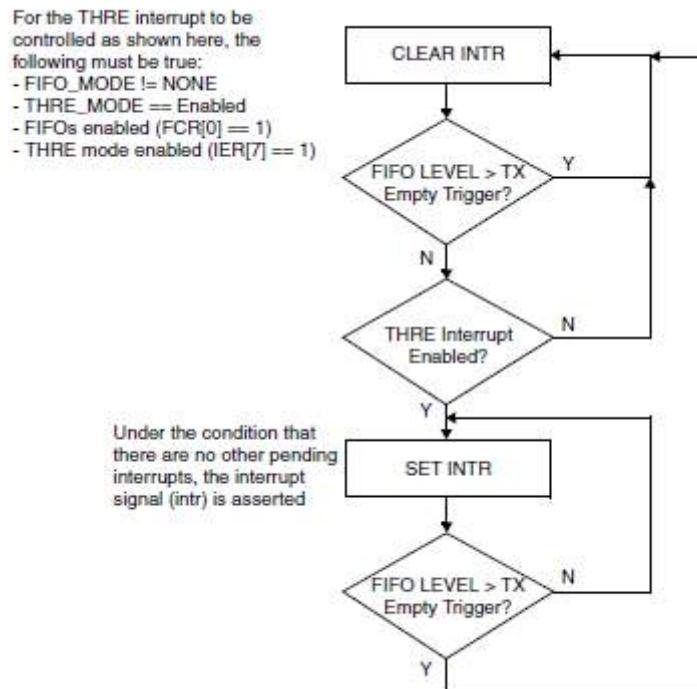 For the THRE interrupt to be
controlled as shown here, the
following must be true:
- FIFO_MODE != NONE
- THRE_MODE == Enabled
- FIFOs enabled (FCR[0] == 1)
- THRE mode enabled (IER[7] == 1)
CLEAR INTR
FIFO LEVEL > TX
Empty Trigger?
Y
N
THRE Interrupt
Enabled?
N
Y
Under the condition that
there are no other pending
interrupts, the interrupt
signal (intr) is asserted
SET INTR
FIFO LEVEL > TX
Empty Trigger?
N
Y